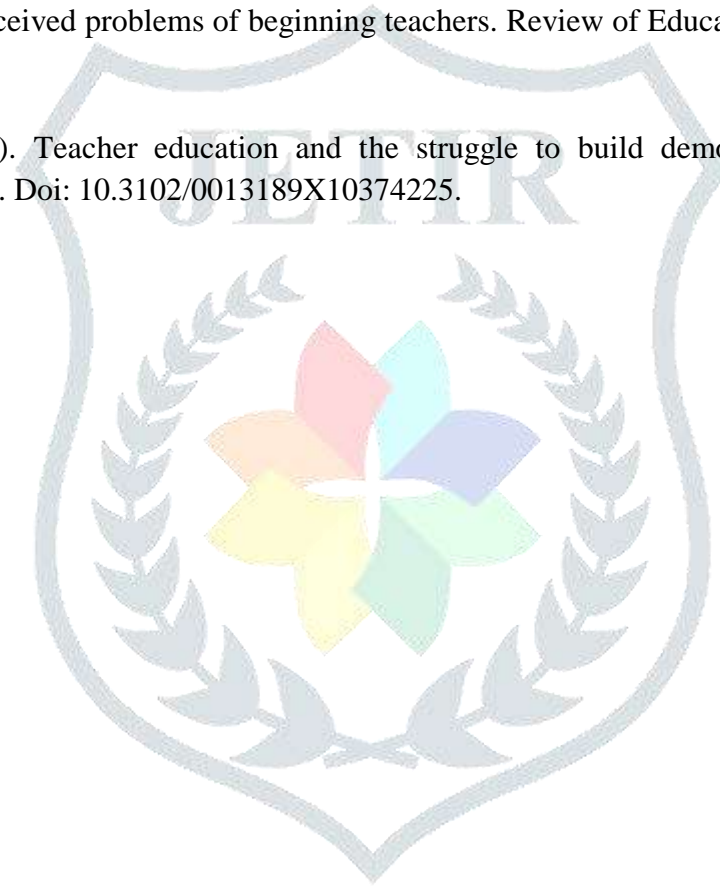 ceived problems of beginning teachers. Review of Educa
). Teacher education and the struggle to build demo
. Doi: 10.3102/0013189X10374225.
JETIR